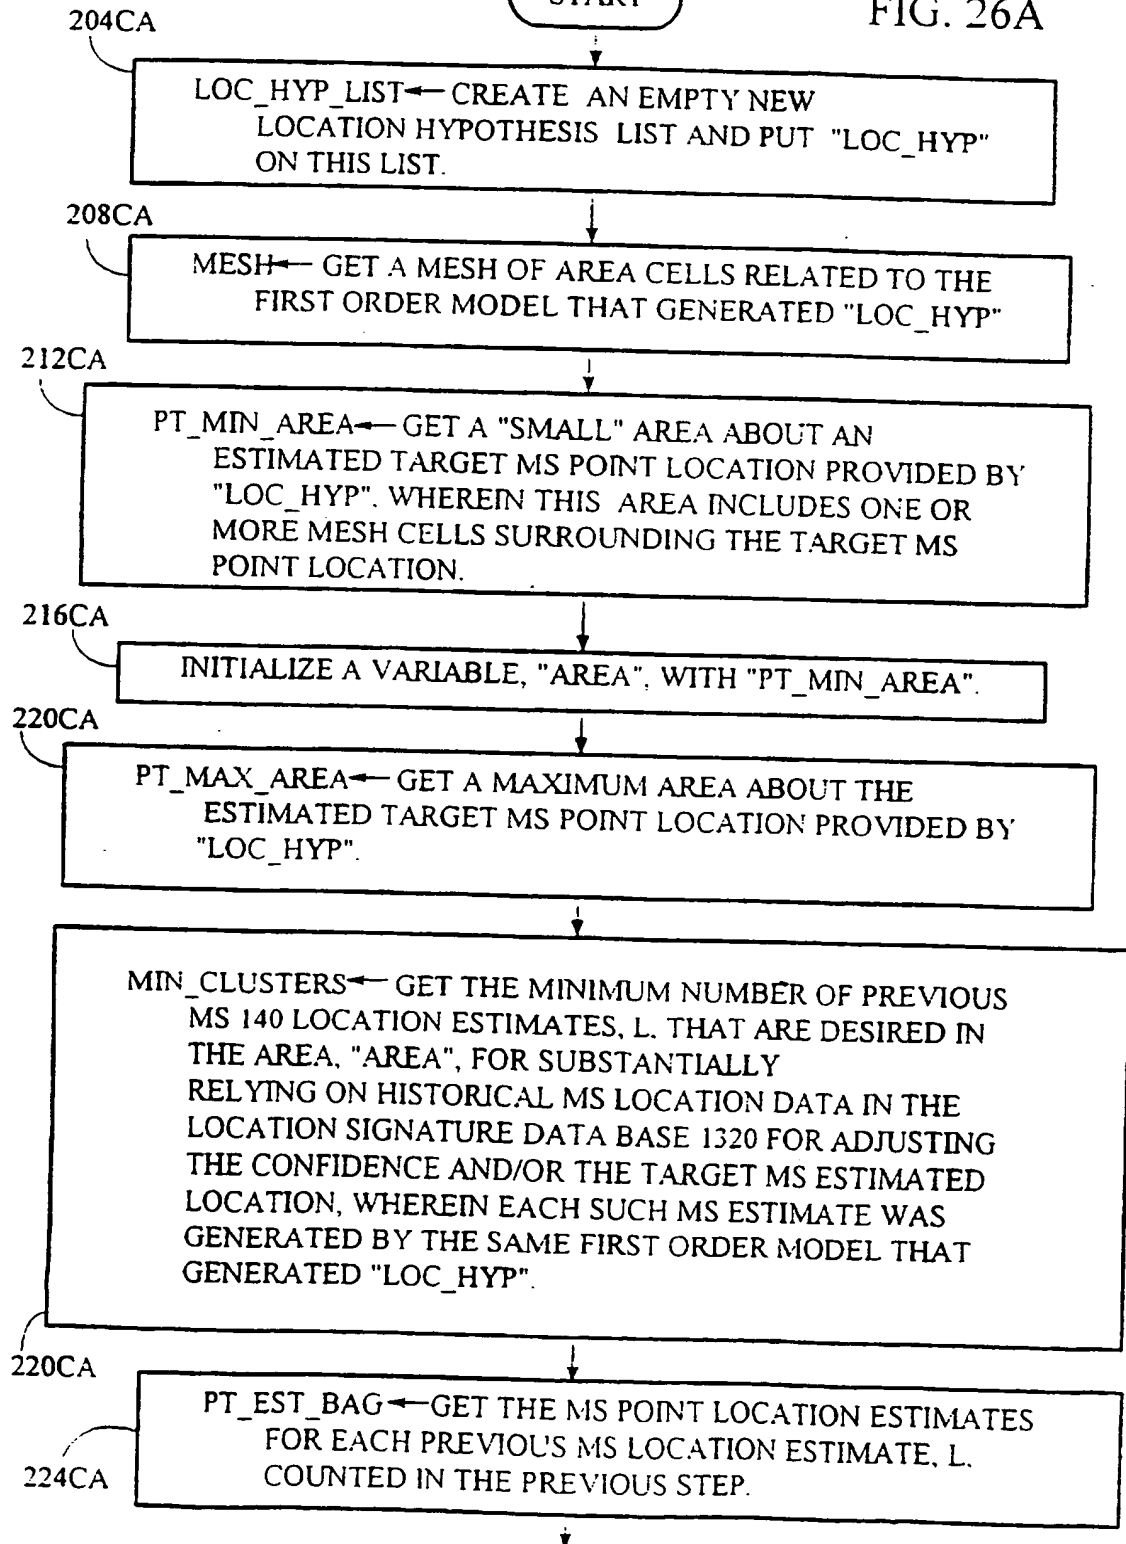 START
FIG. 26A
204CA
LOC_HYP_LIST← CREATE AN EMPTY NEW
LOCATION HYPOTHESIS LIST AND PUT "LOC_HYP"
ON THIS LIST.
208CA
MESH← GET A MESH OF AREA CELLS RELATED TO THE
FIRST ORDER MODEL THAT GENERATED "LOC_HYP"
212CA
PT_MIN_AREA← GET A "SMALL" AREA ABOUT AN
ESTIMATED TARGET MS POINT LOCATION PROVIDED BY
"LOC_HYP". WHEREIN THIS AREA INCLUDES ONE OR
MORE MESH CELLS SURROUNDING THE TARGET MS
POINT LOCATION.
216CA
INITIALIZE A VARIABLE, "AREA", WITH "PT_MIN_AREA".
220CA
PT_MAX_AREA← GET A MAXIMUM AREA ABOUT THE
ESTIMATED TARGET MS POINT LOCATION PROVIDED BY
"LOC_HYP".
MIN_CLUSTERS← GET THE MINIMUM NUMBER OF PREVIOUS
MS 140 LOCATION ESTIMATES, L. THAT ARE DESIRED IN
THE AREA, "AREA", FOR SUBSTANTIALLY
RELYING ON HISTORICAL MS LOCATION DATA IN THE
LOCATION SIGNATURE DATA BASE 1320 FOR ADJUSTING
THE CONFIDENCE AND/OR THE TARGET MS ESTIMATED
LOCATION, WHEREIN EACH SUCH MS ESTIMATE WAS
GENERATED BY THE SAME FIRST ORDER MODEL THAT
GENERATED "LOC_HYP".
220CA
PT_EST_BAG←GET THE MS POINT LOCATION ESTIMATES
FOR EACH PREVIOUS MS LOCATION ESTIMATE, L.
COUNTED IN THE PREVIOUS STEP.
224CA